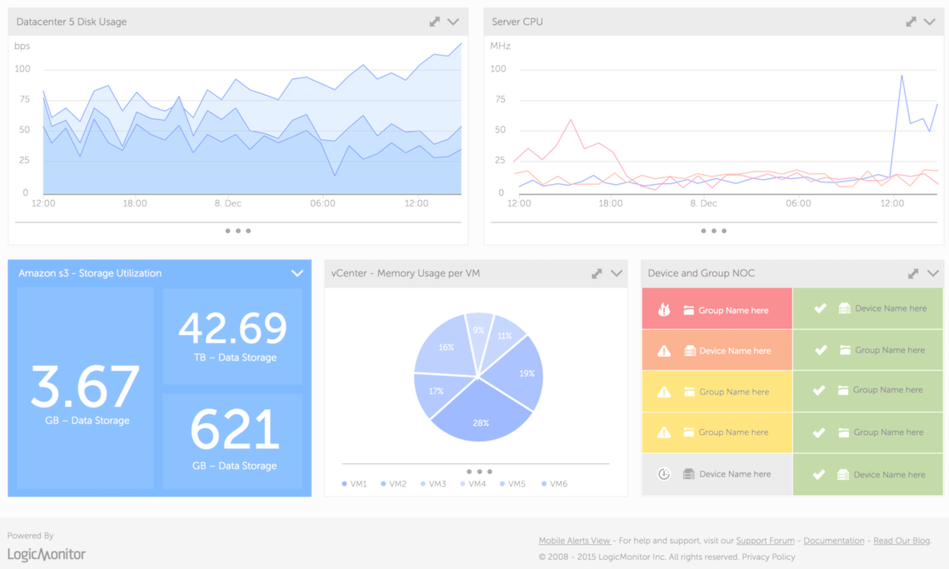 Datacenter 5 Disk Usage
bps
100
75
50
25
0
12:00 18:00 8. Dec 06:00 12:00
Server CPU
MHz
100
75
50
25
0
12:00 18:00 8. Dec 06:00 12:00
Amazon s3 - Storage Utilization
3.67
GB – Data Storage
42.69
TB – Data Storage
621
GB – Data Storage
vCenter - Memory Usage per VM
9%
11%
16%
19%
17%
28%
VM1 VM2 VM3 VM4 VM5 VM6
Device and Group NOC
Group Name here Device Name here
Device Name here Group Name here
Group Name here Group Name here
Group Name here Group Name here
Device Name here Device Name here
Powered By
LogicMonitor
Mobile Alerts View - For help and support, visit our Support Forum - Documentation - Read Our Blog.
© 2008 - 2015 LogicMonitor Inc. All rights reserved. Privacy Policy